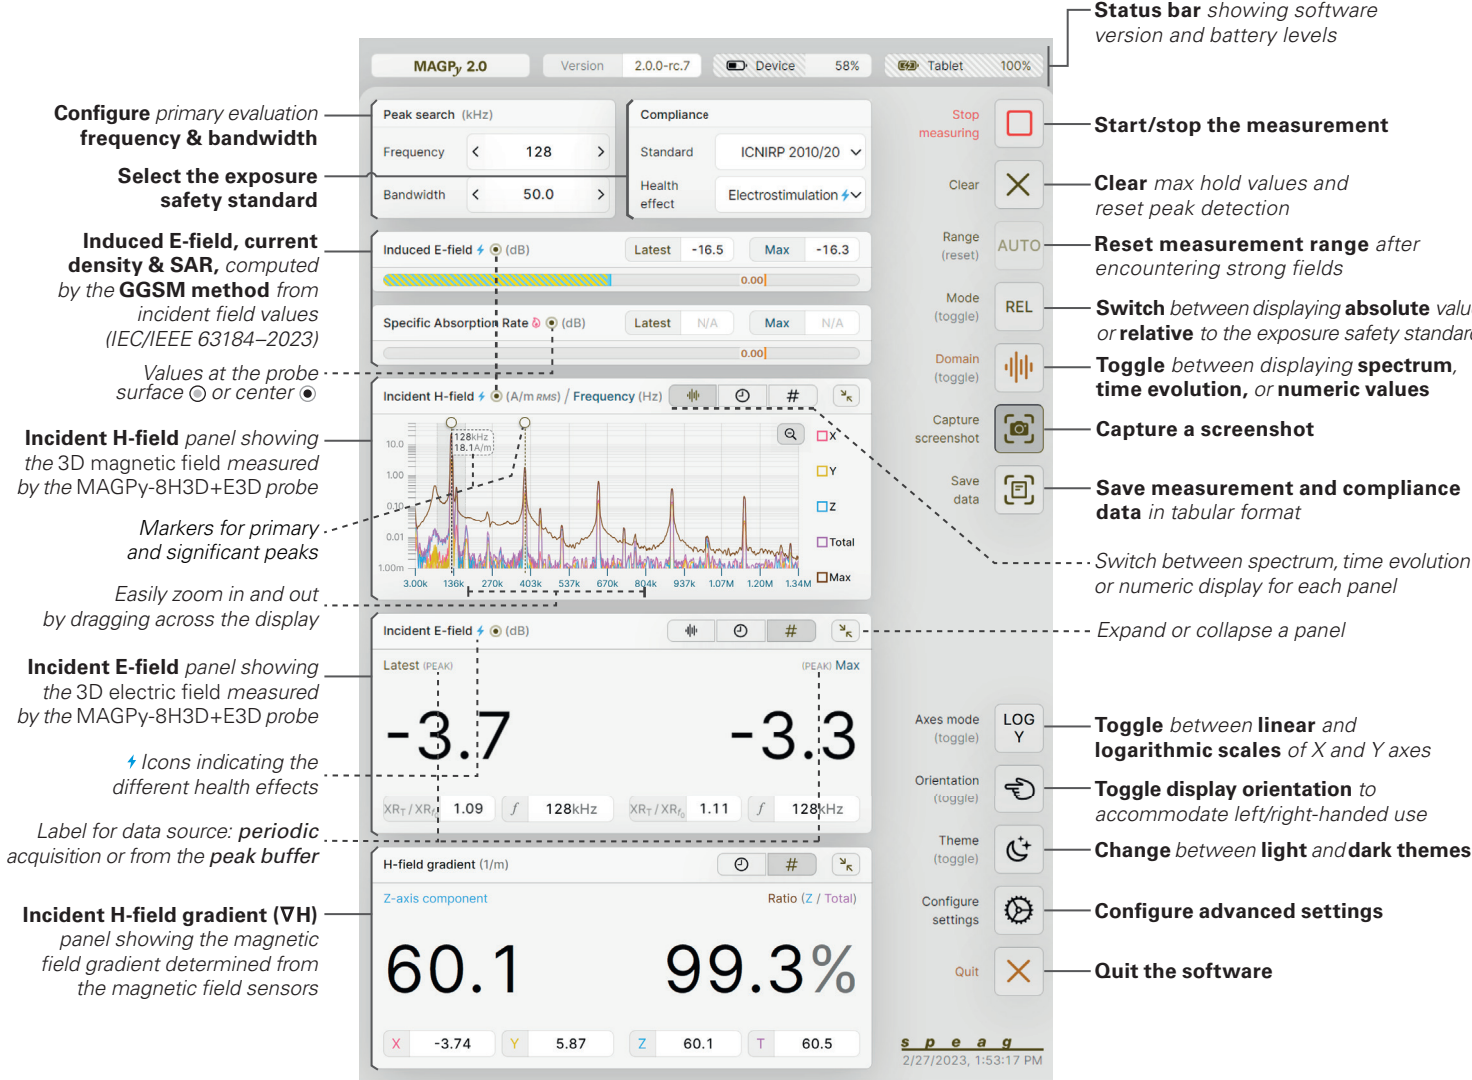 Status bar showing software
version and battery levels
MAGPy 2.0
Version 2.0.0-rc.7
Device 58%
Tablet 100%
Configure primary evaluation
frequency & bandwidth
Select the exposure
safety standard
Induced E-field, current
density & SAR, computed
by the GGSM method from
incident field values
(IEC/IEEE 63184–2023)
Values at the probe
surface or center
Incident H-field panel showing
the 3D magnetic field measured
by the MAGPy-8H3D+E3D probe
Markers for primary
and significant peaks
Easily zoom in and out
by dragging across the display
Incident E-field panel showing
the 3D electric field measured
by the MAGPy-8H3D+E3D probe
Icons indicating the
different health effects
Label for data source: periodic
acquisition or from the peak buffer
Incident H-field gradient (∇H)
panel showing the magnetic
field gradient determined from
the magnetic field sensors
Peak search (kHz)
Frequency < 128 >
Bandwidth < 50.0 >
Compliance
Standard ICNIRP 2010/20
Health
effect
Electrostimulation
Induced E-field (dB) Latest -16.5 Max -16.3
0.00
Specific Absorption Rate (dB) Latest N/A Max N/A
0.00
Incident H-field (A/m RMS) / Frequency (Hz) #
128kHz
18.1A/m
10.0
1.00
0.10
0.01
1.00m
3.00k 136k 270k 403k 537k 670k 804k 937k 1.07M 1.20M 1.34M
X
Y
Z
Total
Max
Incident E-field (dB) #
Latest (PEAK) (PEAK) Max
-3.7 -3.3
XR_T / XR_f₀ 1.09 f 128kHz XR_T / XR_f₀ 1.11 f 128kHz
H-field gradient (1/m) #
Z-axis component Ratio (Z / Total)
60.1 99.3%
X -3.74 Y 5.87 Z 60.1 T 60.5
Stop
measuring
Clear
Range
(reset)
AUTO
Mode
(toggle)
REL
Domain
(toggle)
Capture
screenshot
Save
data
Axes mode
(toggle)
LOG
Y
Orientation
(toggle)
Theme
(toggle)
Configure
settings
Quit
speag
2/27/2023, 1:53:17 PM
Start/stop the measurement
Clear max hold values and
reset peak detection
Reset measurement range after
encountering strong fields
Switch between displaying absolute valu
or relative to the exposure safety standard
Toggle between displaying spectrum,
time evolution, or numeric values
Capture a screenshot
Save measurement and compliance
data in tabular format
Switch between spectrum, time evolution
or numeric display for each panel
Expand or collapse a panel
Toggle between linear and
logarithmic scales of X and Y axes
Toggle display orientation to
accommodate left/right-handed use
Change between light and dark themes
Configure advanced settings
Quit the software